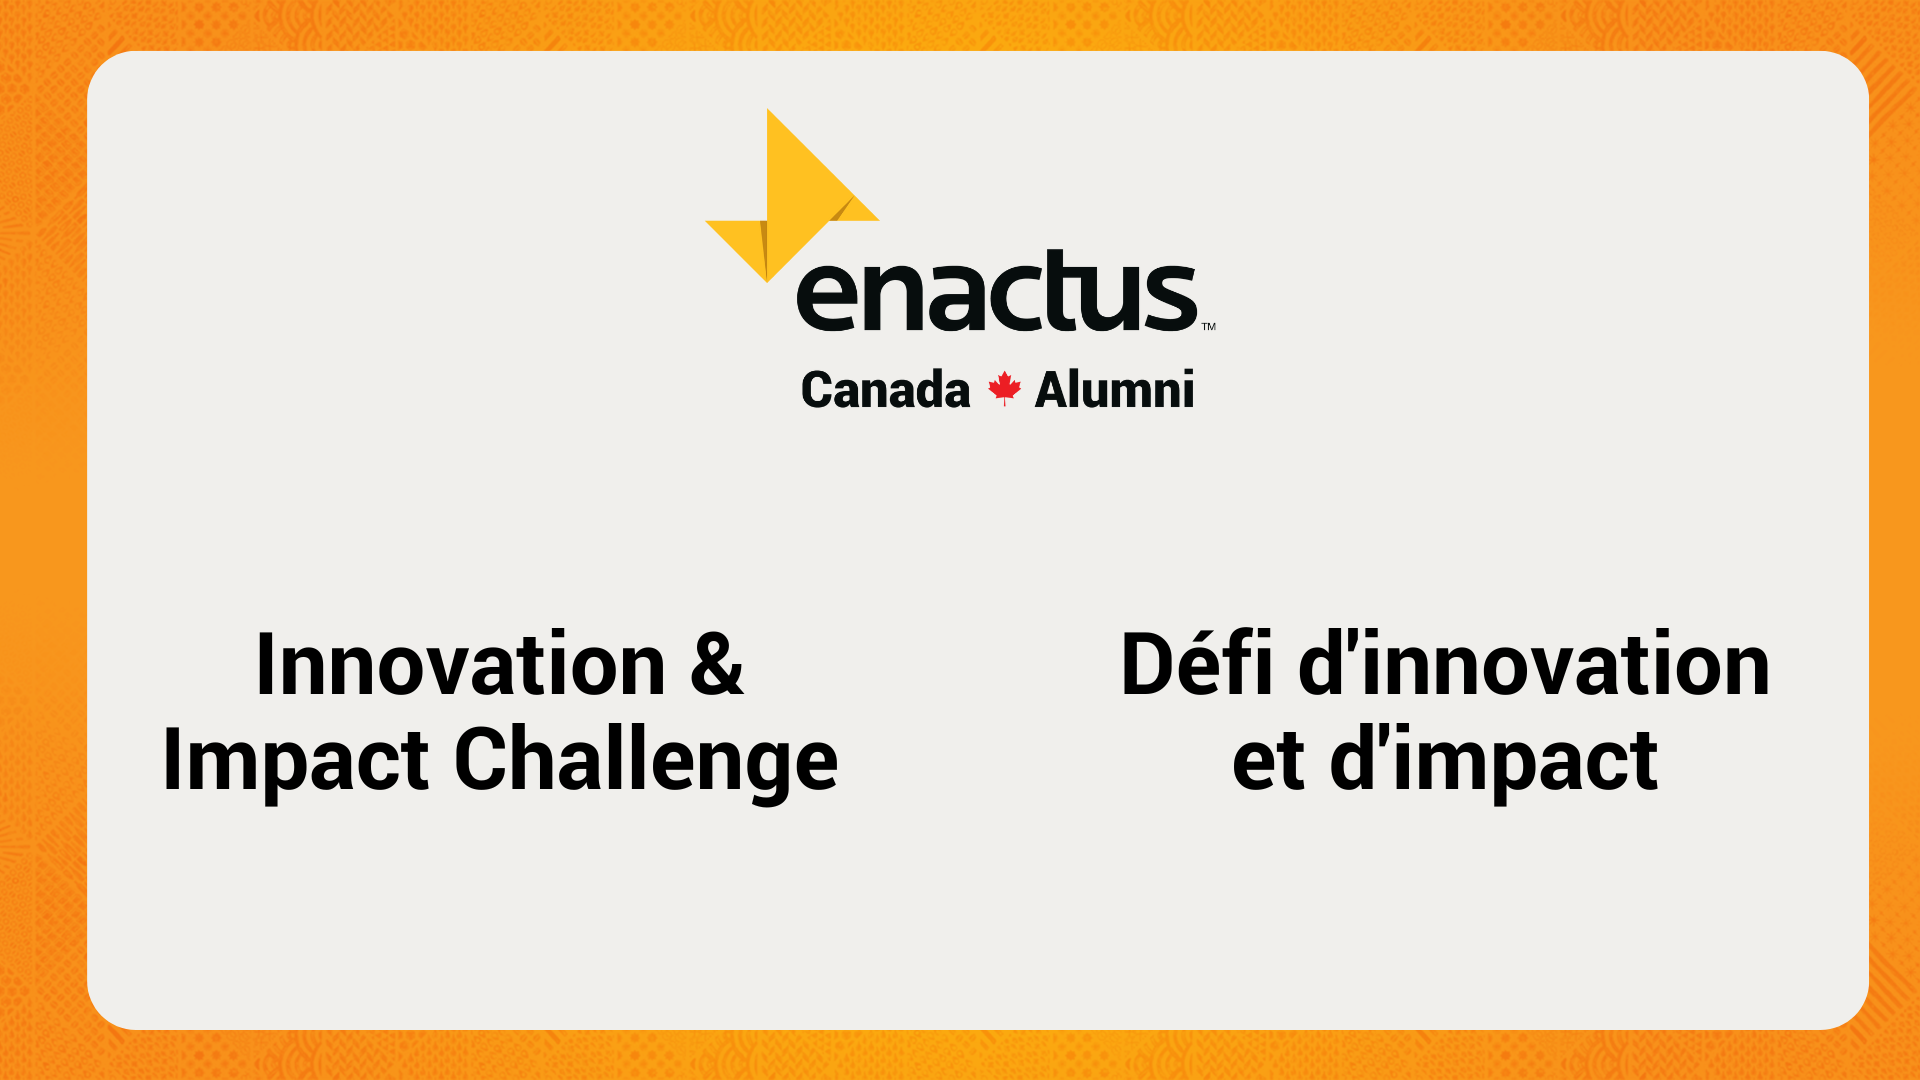 enactus™
Canada Alumni
Innovation &
Impact Challenge
Défi d'innovation
et d'impact